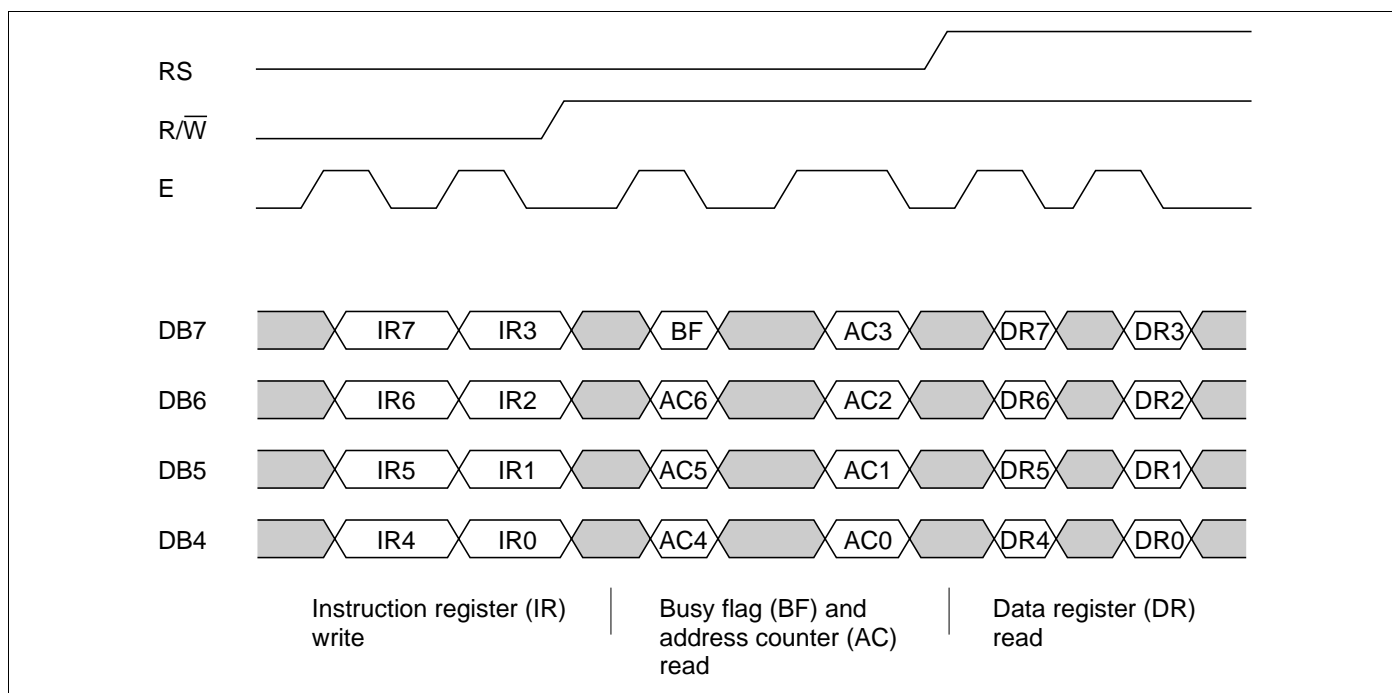 RS
R/W̅
E
DB7 IR7 IR3 BF AC3 DR7 DR3
DB6 IR6 IR2 AC6 AC2 DR6 DR2
DB5 IR5 IR1 AC5 AC1 DR5 DR1
DB4 IR4 IR0 AC4 AC0 DR4 DR0
Instruction register (IR)
write
Busy flag (BF) and
address counter (AC)
read
Data register (DR)
read